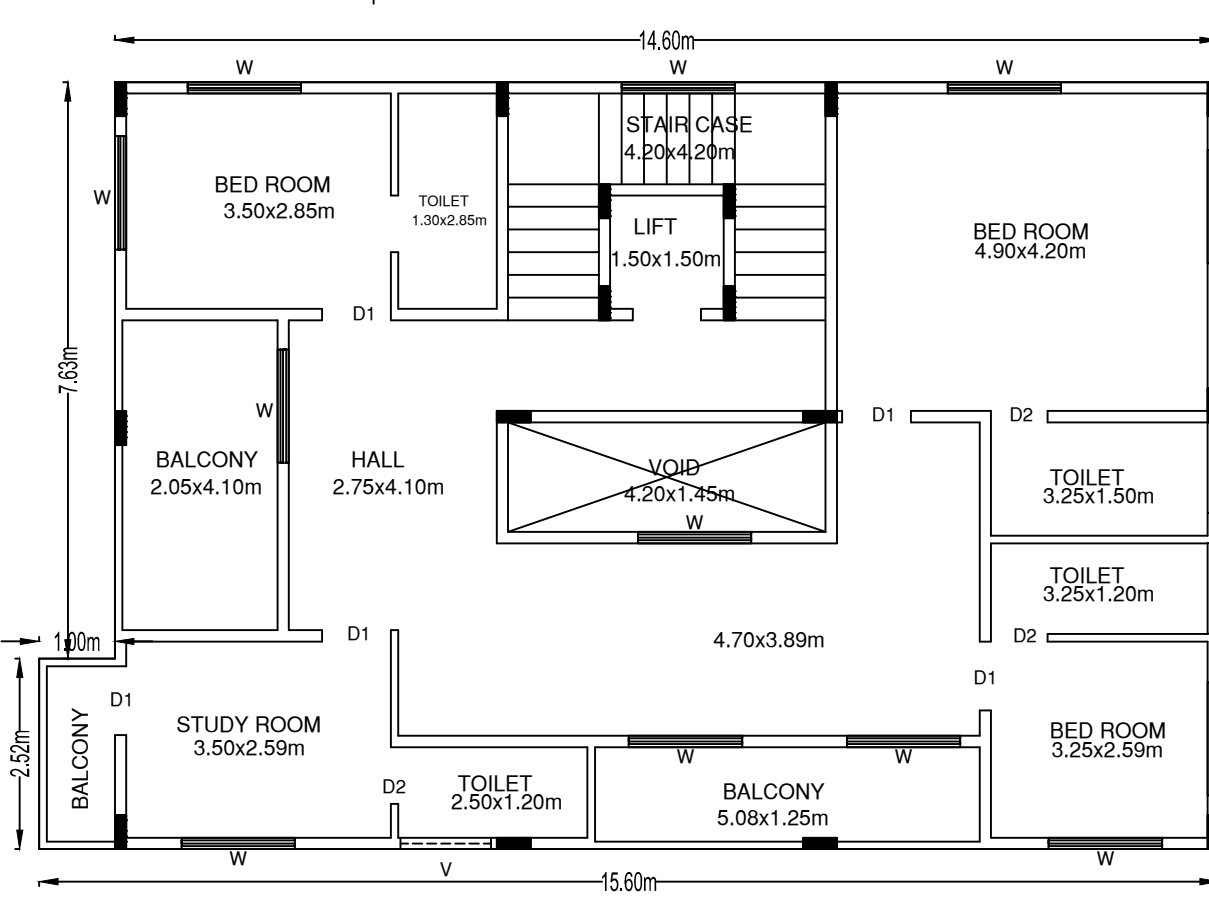 14.60m
W
W
W
STAIR CASE
4.20x4.20m
BED ROOM
3.50x2.85m
W
TOILET
1.30x2.85m
LIFT
1.50x1.50m
BED ROOM
4.90x4.20m
D1
7.63m
W
D1
D2
BALCONY
2.05x4.10m
HALL
2.75x4.10m
VOID
4.20x1.45m
W
TOILET
3.25x1.50m
TOILET
3.25x1.20m
1.00m
D1
4.70x3.89m
D2
D1
D1
2.52m
BALCONY
STUDY ROOM
3.50x2.59m
BED ROOM
3.25x2.59m
W
W
D2
TOILET
2.50x1.20m
BALCONY
5.08x1.25m
W
V
W
15.60m